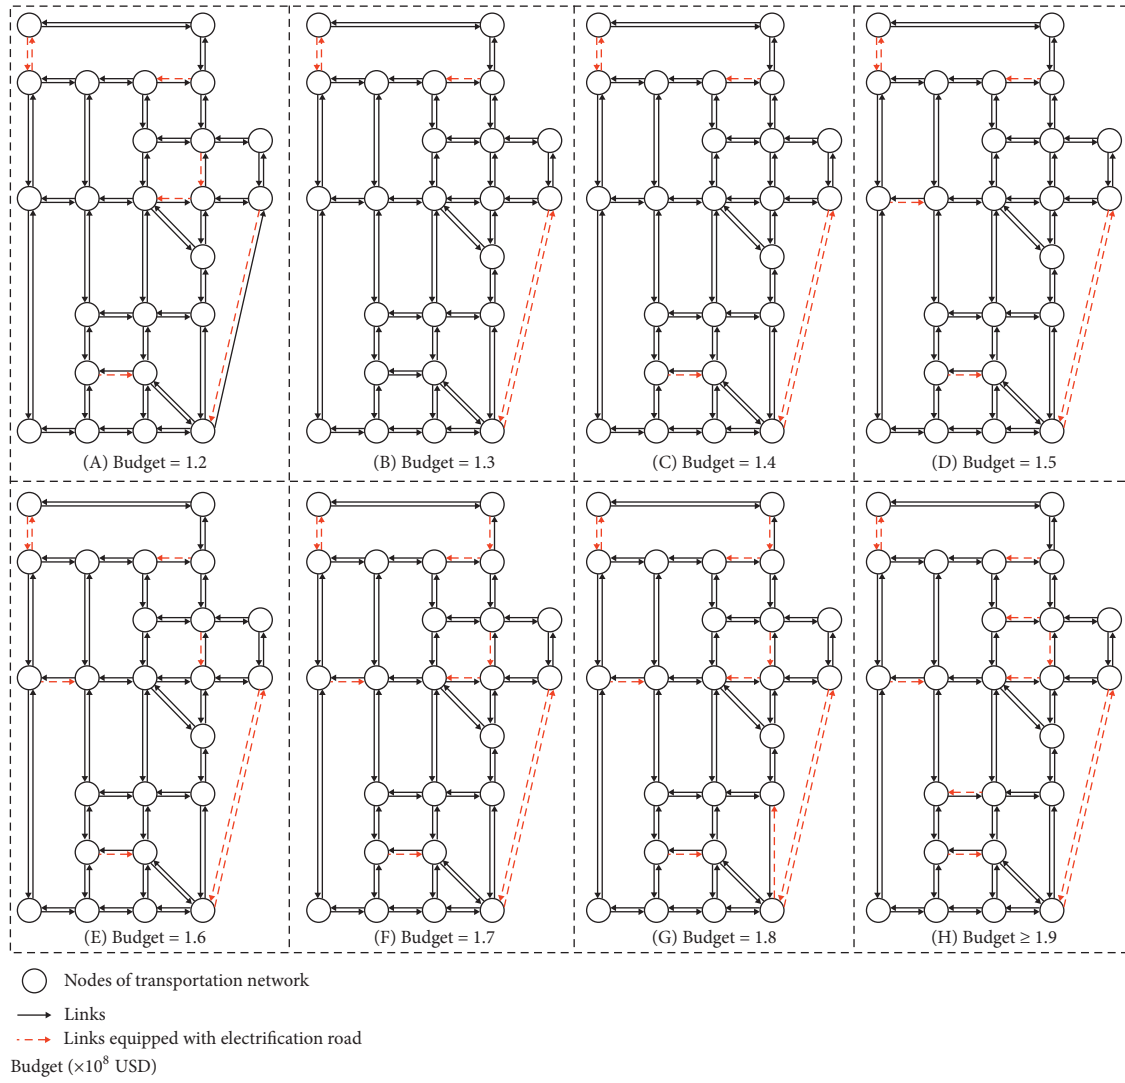 (A) Budget = 1.2
(B) Budget = 1.3
(C) Budget = 1.4
(D) Budget = 1.5
(E) Budget = 1.6
(F) Budget = 1.7
(G) Budget = 1.8
(H) Budget ≥ 1.9
Nodes of transportation network
Links
Links equipped with electrification road
Budget (×10⁸ USD)